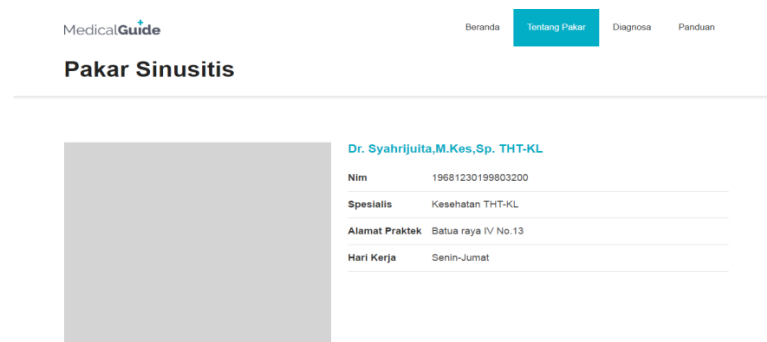 MedicalGuide
Beranda Tentang Pakar Diagnosa Panduan
Pakar Sinusitis
Dr. Syahrijuita,M.Kes,Sp. THT-KL
Nim 19681230199803200
Spesialis Kesehatan THT-KL
Alamat Praktek Batua raya IV No.13
Hari Kerja Senin-Jumat